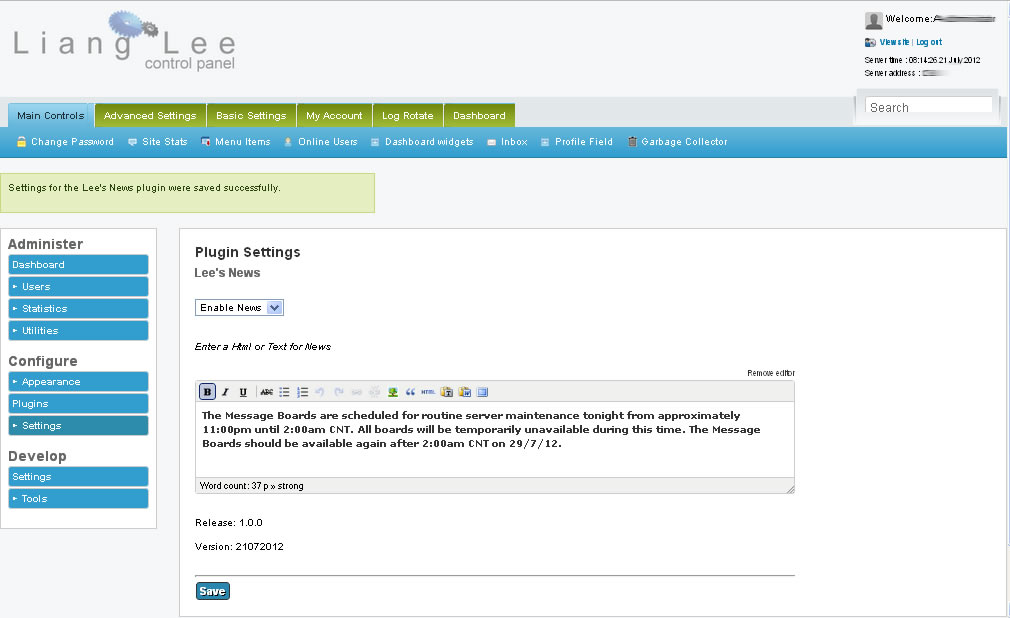 Liang Lee
control panel
Welcome:
View site | Log out
Server time : 08:14:26 21 July 2012
Server address :
Search
Main Controls Advanced Settings Basic Settings My Account Log Rotate Dashboard
Change Password Site Stats Menu Items Online Users Dashboard widgets Inbox Profile Field Garbage Collector
Settings for the Lee's News plugin were saved successfully.
Administer
Dashboard
Users
Statistics
Utilities
Configure
Appearance
Plugins
Settings
Develop
Settings
Tools
Plugin Settings
Lee's News
Enable News
Enter a Html or Text for News
Remove editor
B I U ABC HTML
The Message Boards are scheduled for routine server maintenance tonight from approximately
11:00pm until 2:00am CNT. All boards will be temporarily unavailable during this time. The Message
Boards should be available again after 2:00am CNT on 29/7/12.
Word count: 37 p » strong
Release: 1.0.0
Version: 21072012
Save